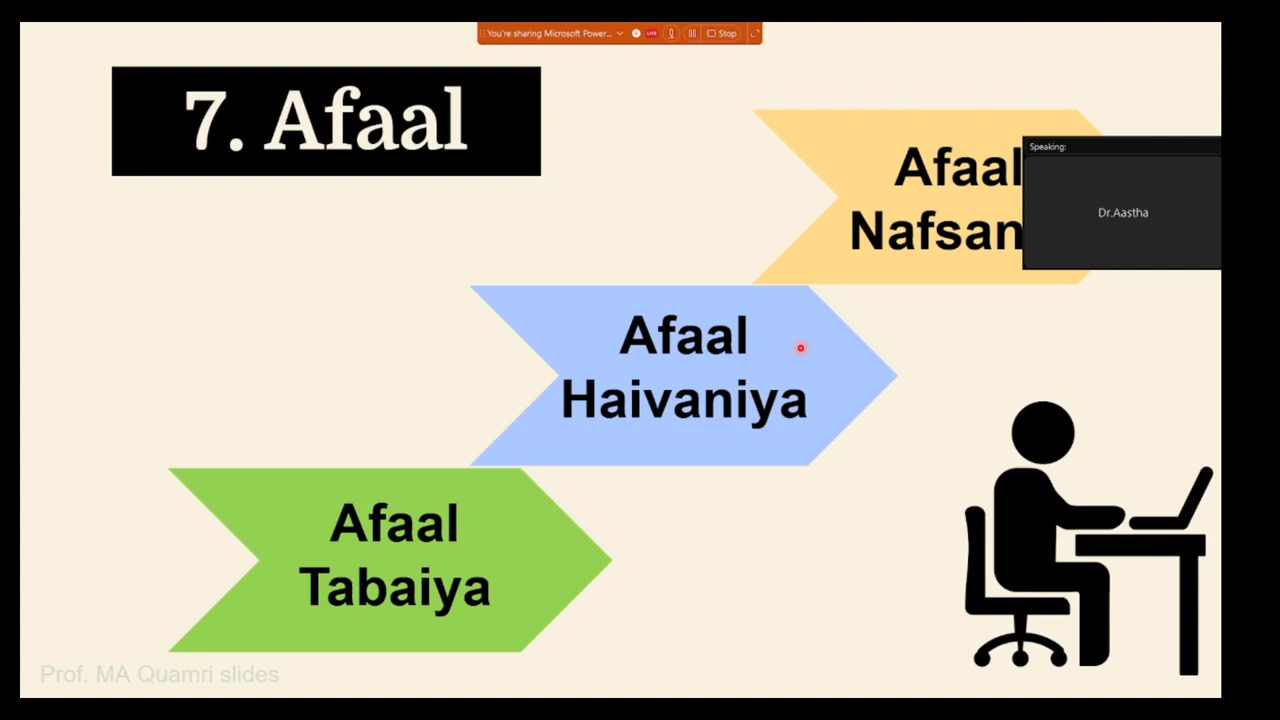 You're sharing Microsoft Power...
LIVE
Stop
7. Afaal
Afaal
Speaking:
Dr.Aastha
Nafsan
Afaal
Haivaniya
Afaal
Tabaiya
Prof. MA Quamri slides